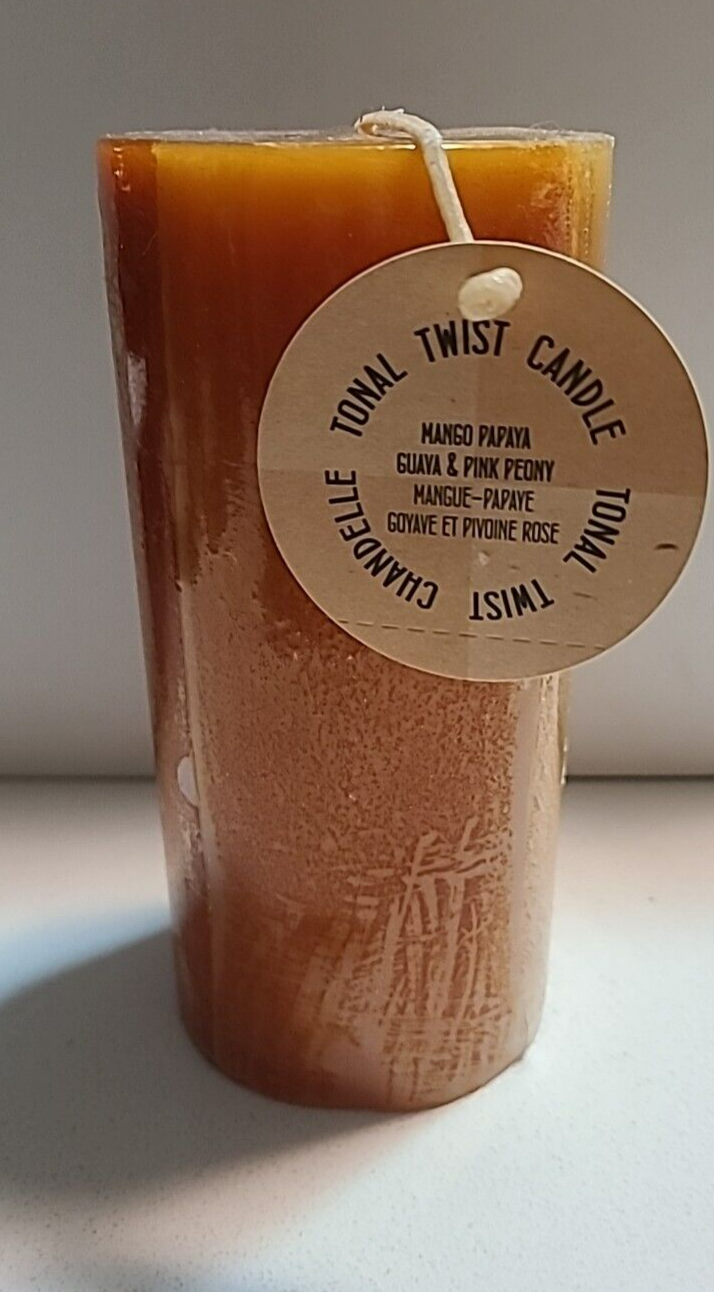 TONAL TWIST CANDLE
MANGO PAPAYA
GUAVA & PINK PEONY
MANGUE-PAPAYE
GOYAVE ET PIVOINE ROSE
CHANDELLE TONAL TWIST